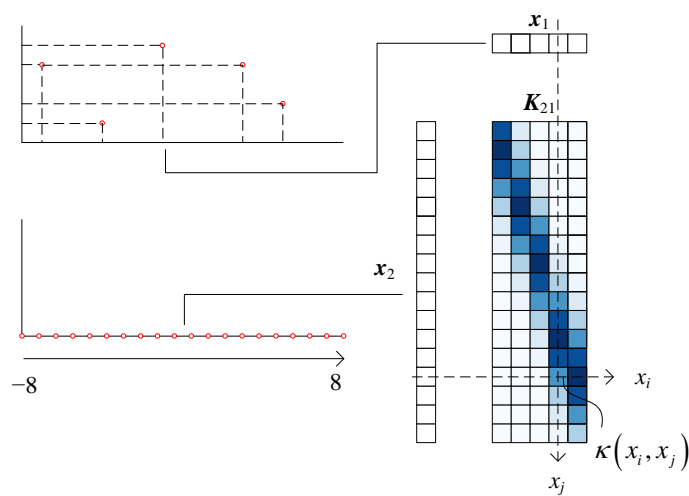 x₁
K₂₁
x₂
−8
8
xᵢ
κ(xᵢ, xⱼ)
xⱼ